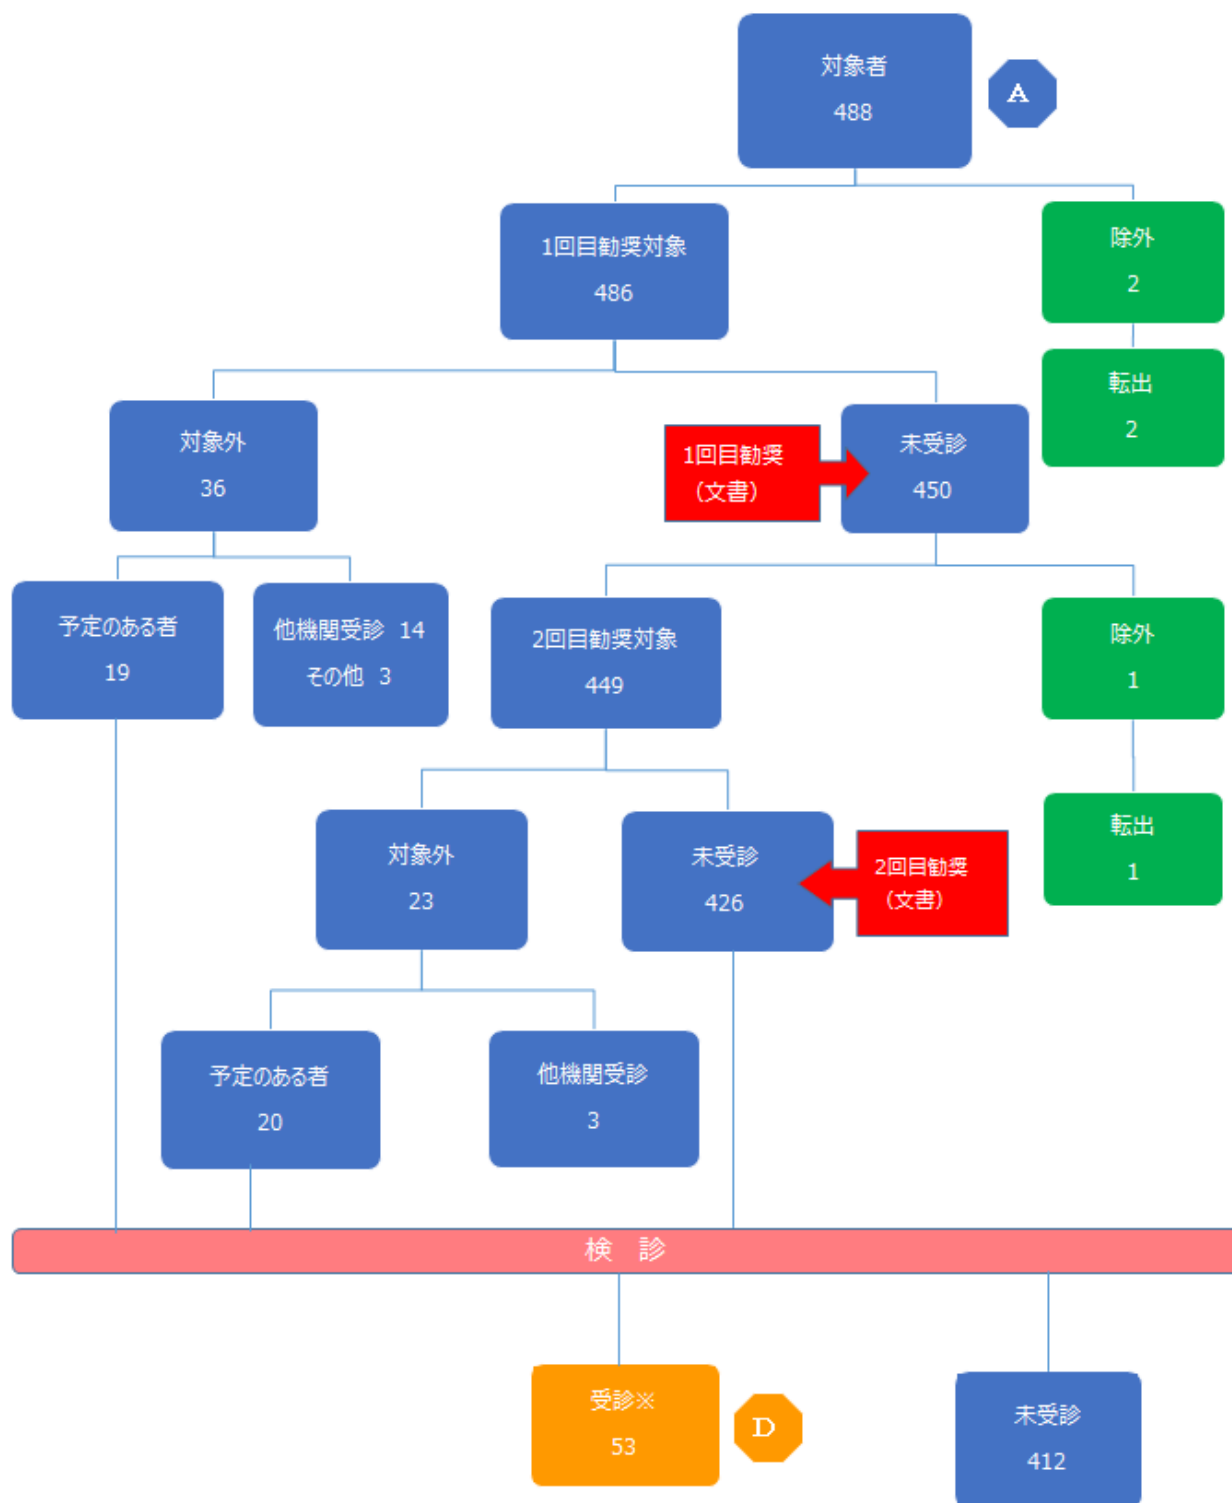 対象者
488
A
1回目勧奨対象
486
除外
2
転出
2
対象外
36
1回目勧奨
（文書）
未受診
450
予定のある者
19
他機関受診 14
その他 3
2回目勧奨対象
449
除外
1
転出
1
対象外
23
未受診
426
2回目勧奨
（文書）
予定のある者
20
他機関受診
3
検　診
受診※
53
D
未受診
412